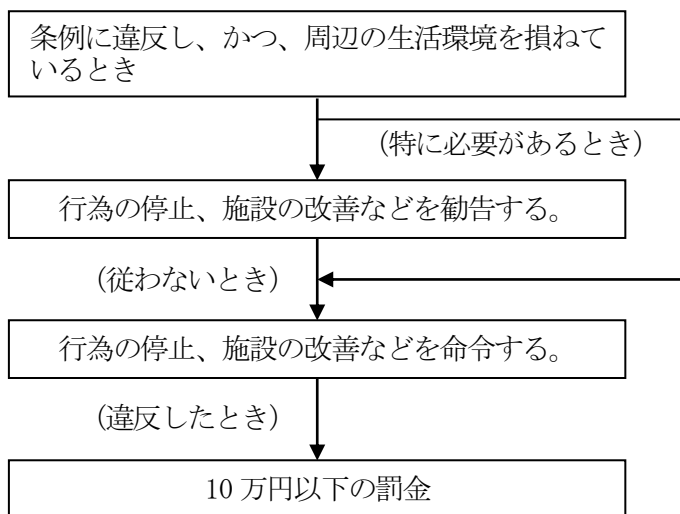 条例に違反し、かつ、周辺の生活環境を損ねて
いるとき
(特に必要があるとき)
行為の停止、施設の改善などを勧告する。
(従わないとき)
行為の停止、施設の改善などを命令する。
(違反したとき)
10 万円以下の罰金